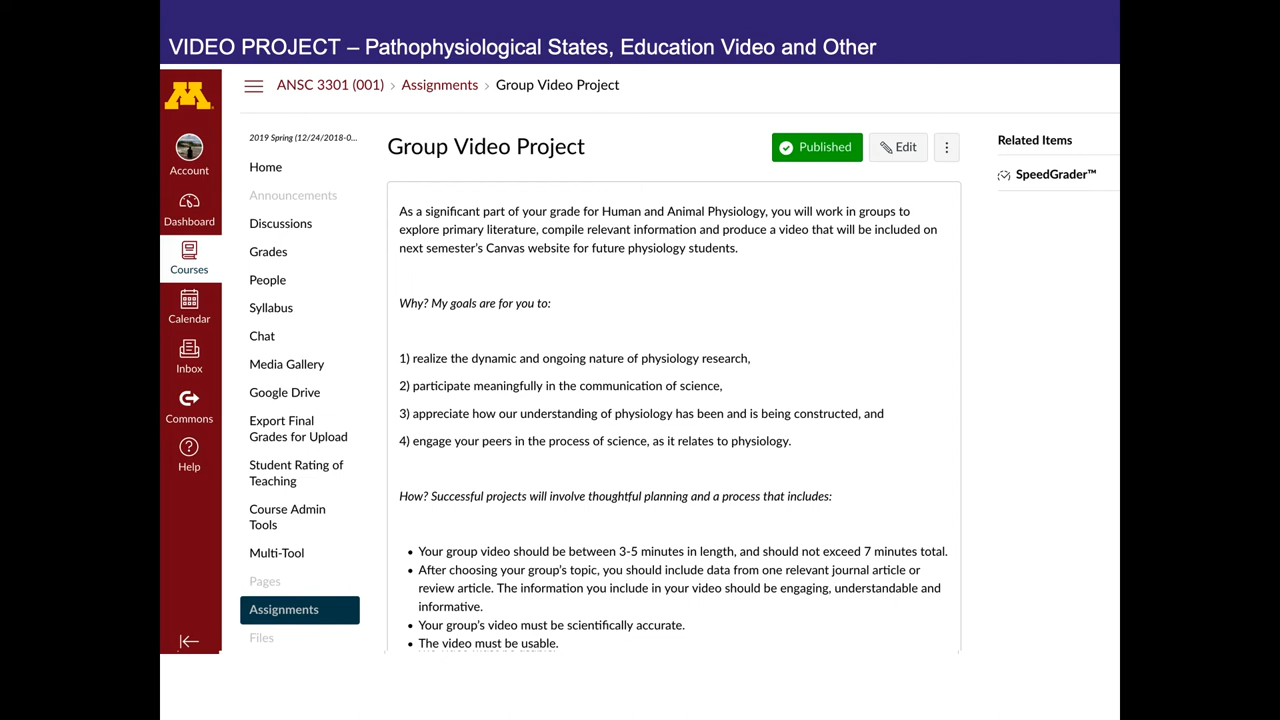 VIDEO PROJECT – Pathophysiological States, Education Video and Other
ANSC 3301 (001) › Assignments › Group Video Project
2019 Spring (12/24/2018-0...
Account
Dashboard
Courses
Calendar
Inbox
Commons
Help
Home
Announcements
Discussions
Grades
People
Syllabus
Chat
Media Gallery
Google Drive
Export Final
Grades for Upload
Student Rating of
Teaching
Course Admin
Tools
Multi-Tool
Pages
Assignments
Files
Group Video Project
Published
Edit
As a significant part of your grade for Human and Animal Physiology, you will work in groups to
explore primary literature, compile relevant information and produce a video that will be included on
next semester's Canvas website for future physiology students.
Why? My goals are for you to:
1) realize the dynamic and ongoing nature of physiology research,
2) participate meaningfully in the communication of science,
3) appreciate how our understanding of physiology has been and is being constructed, and
4) engage your peers in the process of science, as it relates to physiology.
How? Successful projects will involve thoughtful planning and a process that includes:
• Your group video should be between 3-5 minutes in length, and should not exceed 7 minutes total.
• After choosing your group's topic, you should include data from one relevant journal article or
review article. The information you include in your video should be engaging, understandable and
informative.
• Your group's video must be scientifically accurate.
• The video must be usable.
Related Items
SpeedGrader™